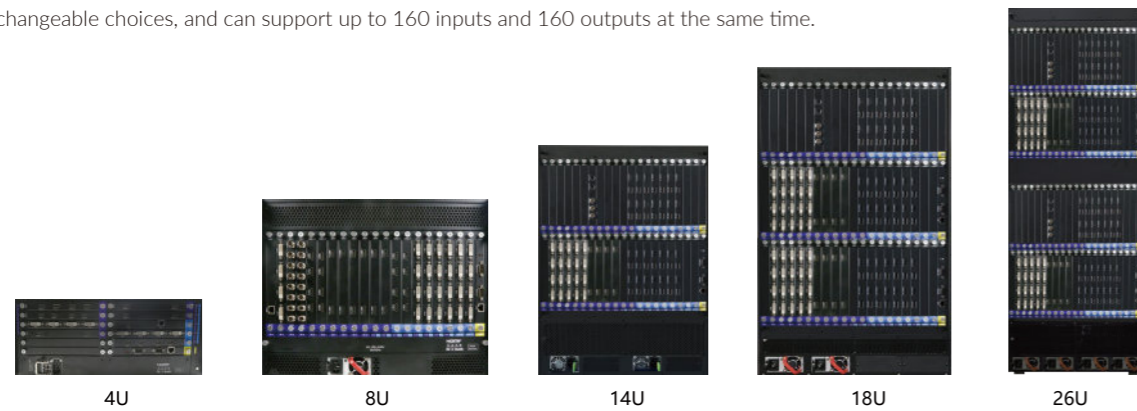 changeable choices, and can support up to 160 inputs and 160 outputs at the same time.
4U
8U
14U
18U
26U